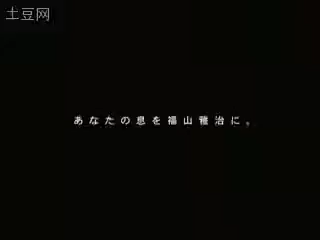 土豆网
あなたの息を福山雅治に。